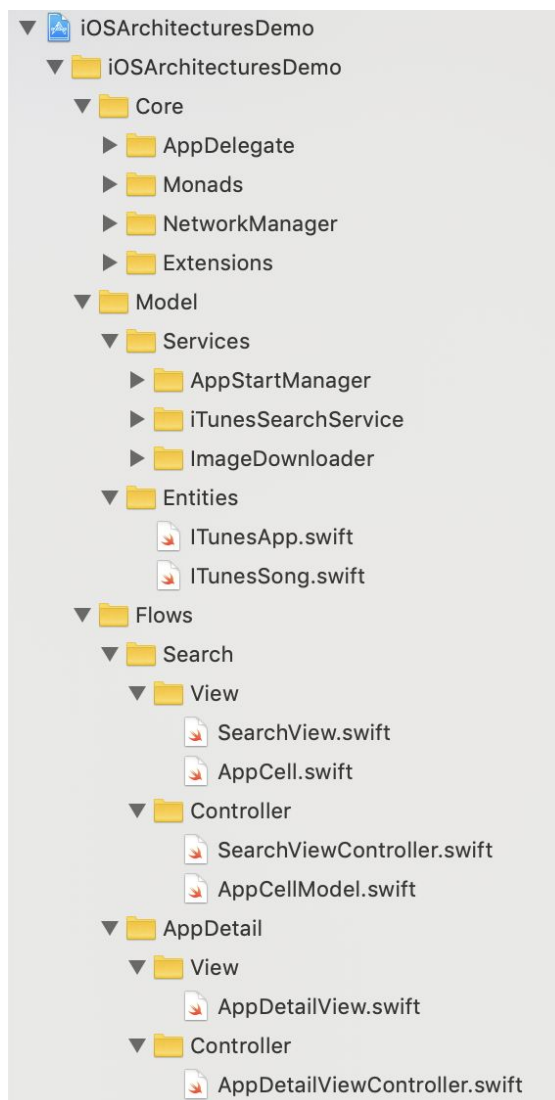 iOSArchitecturesDemo
iOSArchitecturesDemo
Core
AppDelegate
Monads
NetworkManager
Extensions
Model
Services
AppStartManager
iTunesSearchService
ImageDownloader
Entities
ITunesApp.swift
ITunesSong.swift
Flows
Search
View
SearchView.swift
AppCell.swift
Controller
SearchViewController.swift
AppCellModel.swift
AppDetail
View
AppDetailView.swift
Controller
AppDetailViewController.swift